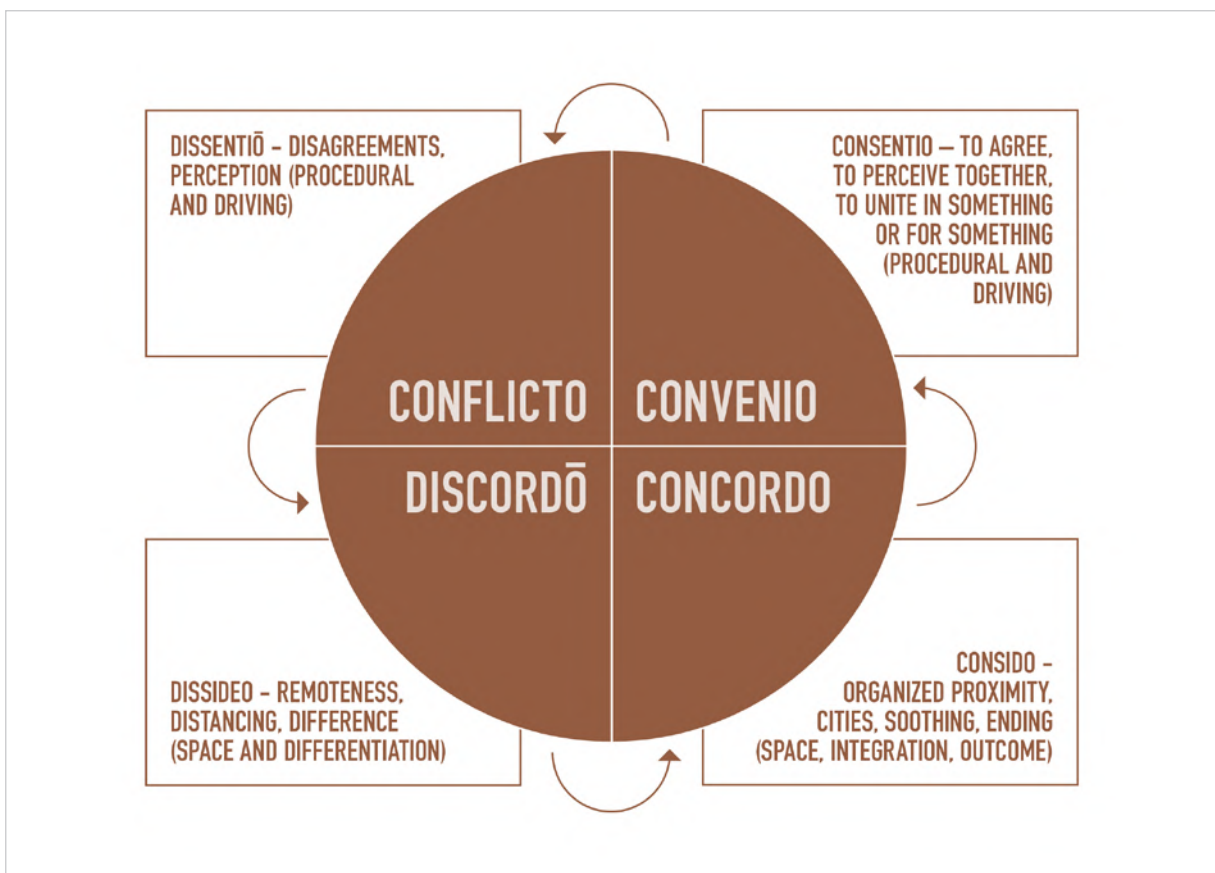 DISSENTIŌ – DISAGREEMENTS,
PERCEPTION (PROCEDURAL
AND DRIVING)
CONSENTIO – TO AGREE,
TO PERCEIVE TOGETHER,
TO UNITE IN SOMETHING
OR FOR SOMETHING
(PROCEDURAL AND
DRIVING)
CONFLICTO
CONVENIO
DISCORDŌ
CONCORDO
DISSIDEO – REMOTENESS,
DISTANCING, DIFFERENCE
(SPACE AND DIFFERENTIATION)
CONSIDO –
ORGANIZED PROXIMITY,
CITIES, SOOTHING, ENDING
(SPACE, INTEGRATION, OUTCOME)